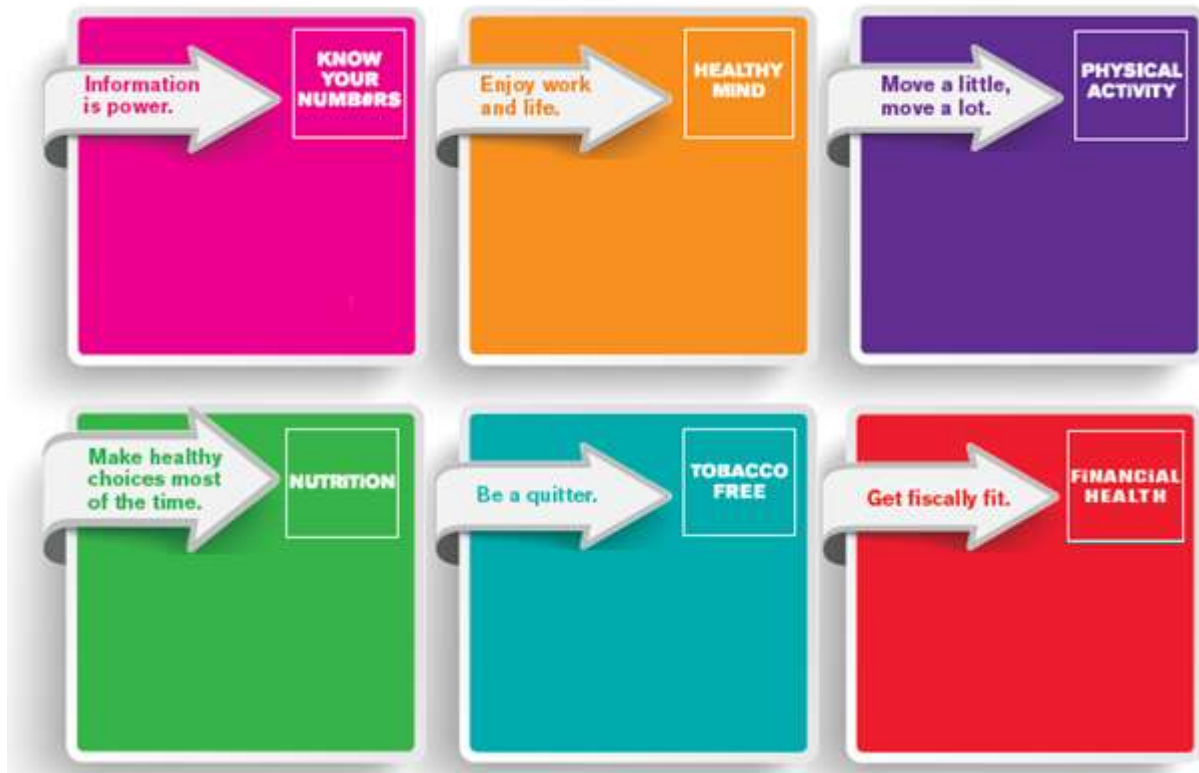 Information
is power.
KNOW
YOUR
NUMB#RS
Enjoy work
and life.
HEALTHY
MIND
Move a little,
move a lot.
PHYSICAL
ACTiVITY
Make healthy
choices most
of the time.
NUTRITION
Be a quitter.
TOBACCO
FREE
Get fiscally fit.
FiNANCiAL
HEALTH